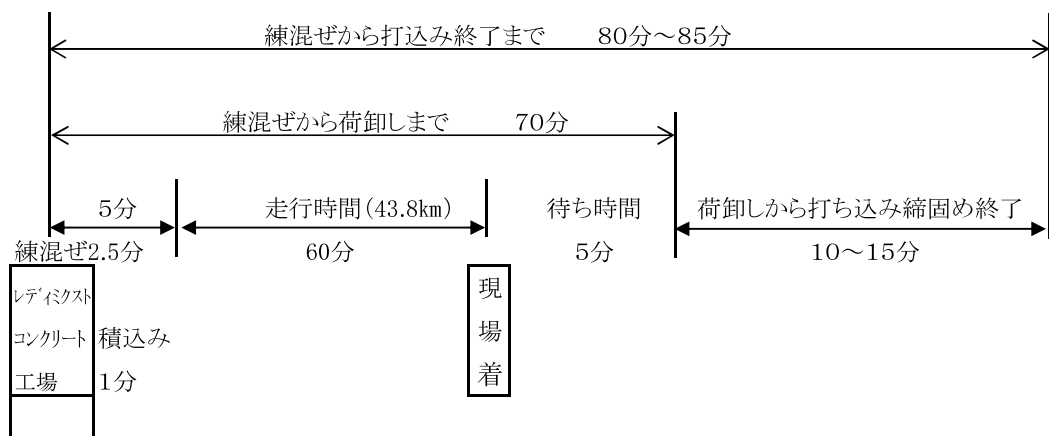 練混ぜから打込み終了まで　　80分～85分
練混ぜから荷卸しまで　　70分
5分　走行時間(43.8km)　待ち時間　荷卸しから打ち込み締固め終了
練混ぜ2.5分　60分　5分　10～15分
レディミクスト
コンクリート
工場
積込み
1分
現
場
着